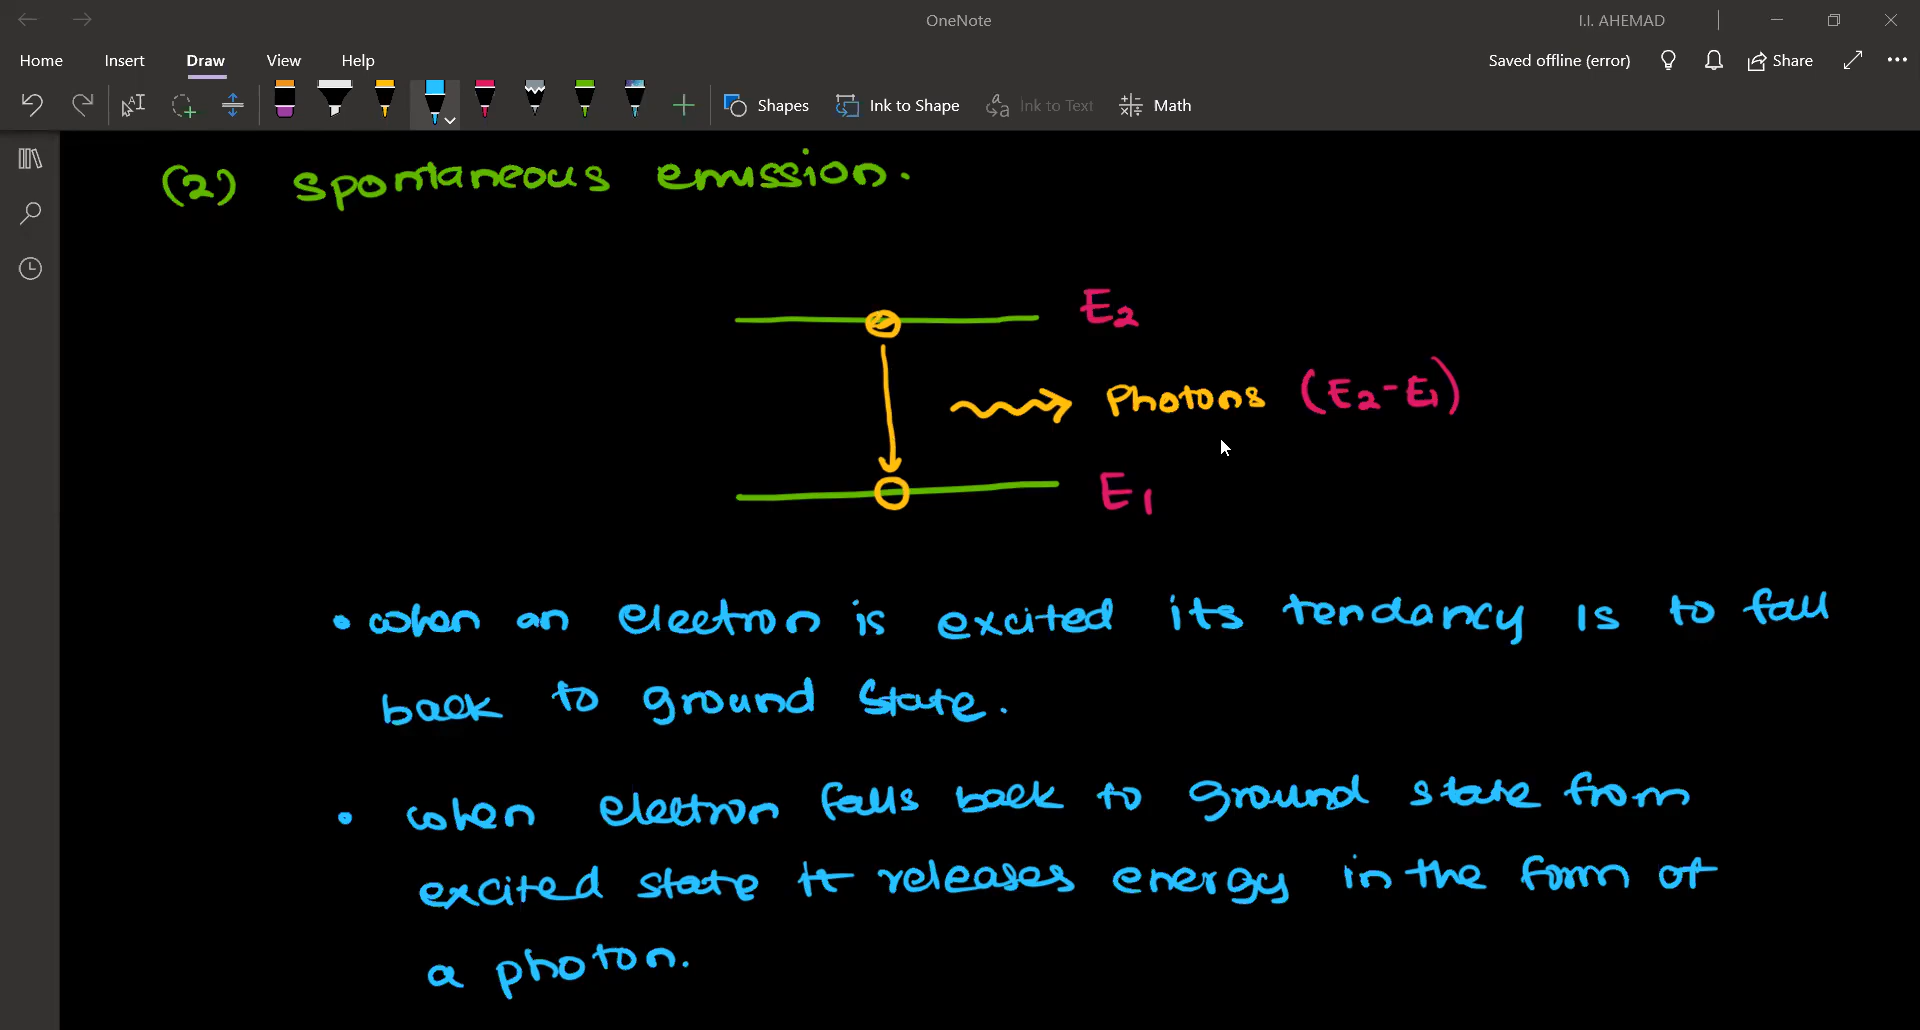 OneNote
I.I. AHEMAD
Home Insert Draw View Help
Saved offline (error) Share
Shapes Ink to Shape Ink to Text Math
(2) spontaneous emission.
E2
Photons (E2-E1)
E1
• when an electron is excited its tendancy is to fall
back to ground state.
• when electron falls back to ground state from
excited state it releases energy in the form of
a photon.